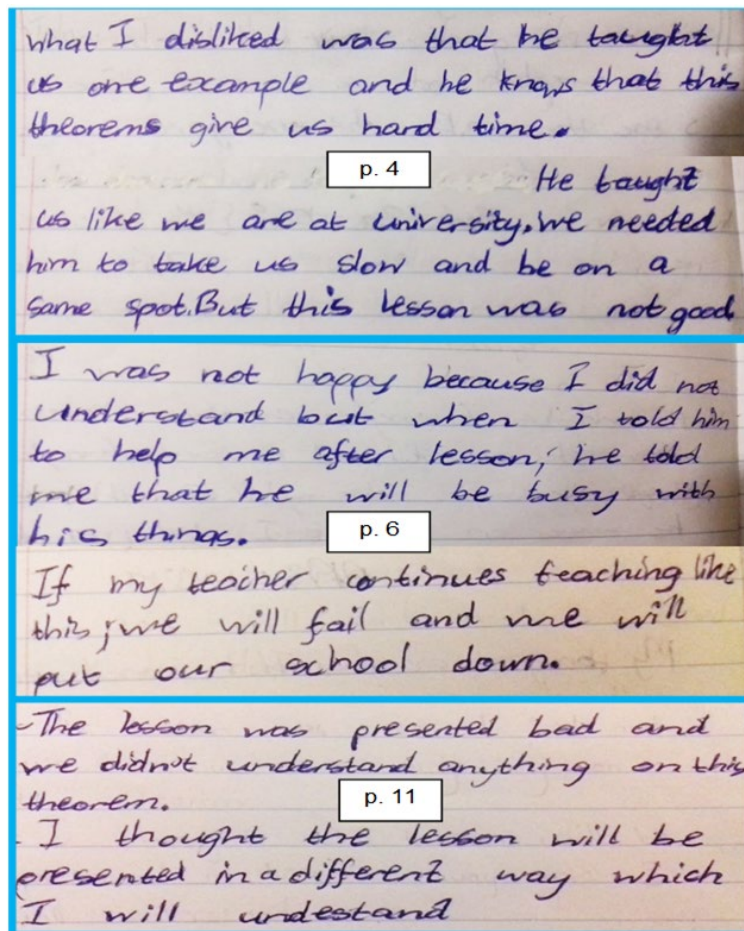 What I disliked was that he taught
us one example and he knows that this
theorems give us hard time.
p. 4
He taught
us like we are at university. We needed
him to take us slow and be on a
same spot. But this lesson was not good
I was not happy because I did not
understand but when I told him
to help me after lesson, he told
me that he will be busy with
his things.
p. 6
If my teacher continues teaching like
this; we will fail and we will
put our school down.
-The lesson was presented bad and
we didn't understand anything on this
theorem.
p. 11
- I thought the lesson will be
presented in a different way which
I will undestand